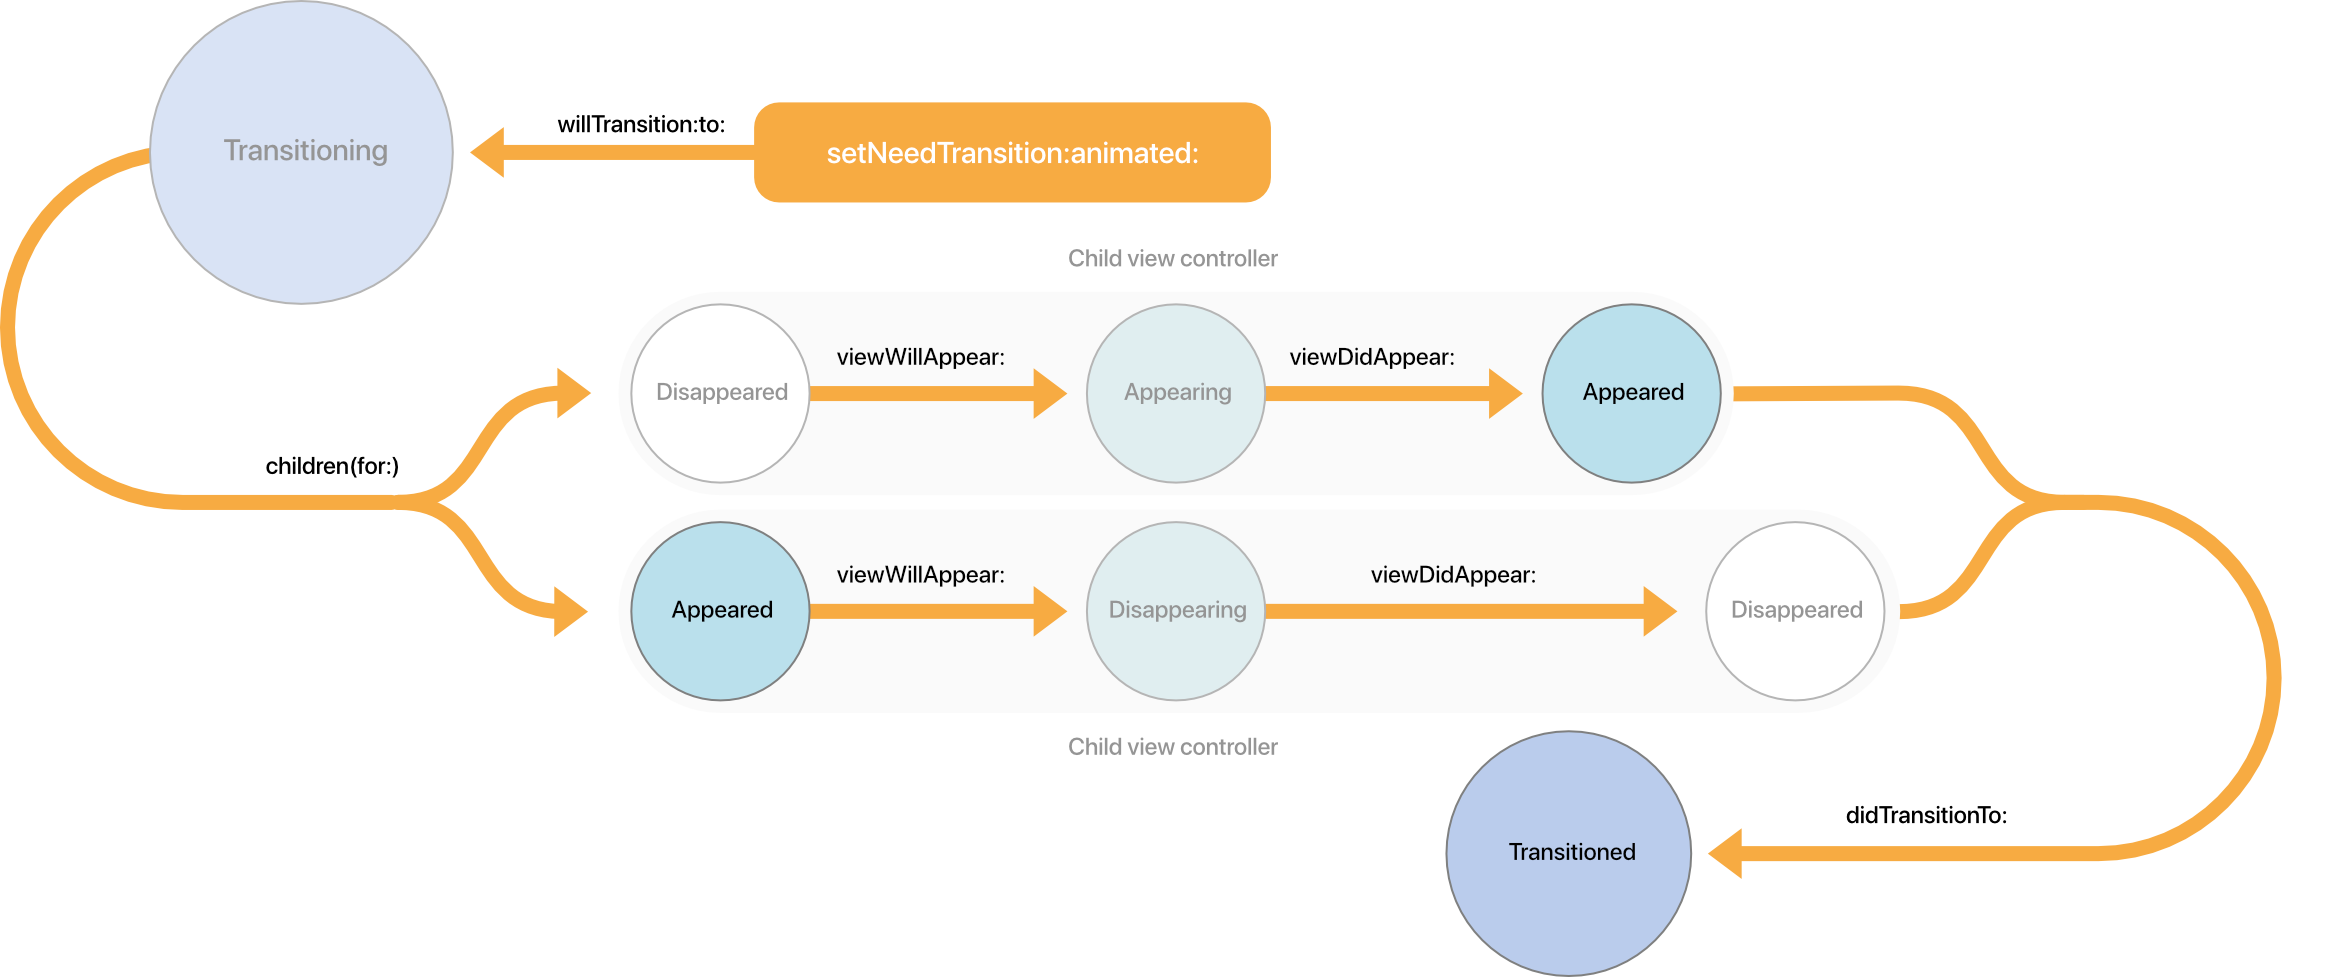 Transitioning
willTransition:to:
setNeedTransition:animated:
Child view controller
Disappeared
viewWillAppear:
Appearing
viewDidAppear:
Appeared
children(for:)
Appeared
viewWillAppear:
Disappearing
viewDidAppear:
Disappeared
Child view controller
didTransitionTo:
Transitioned